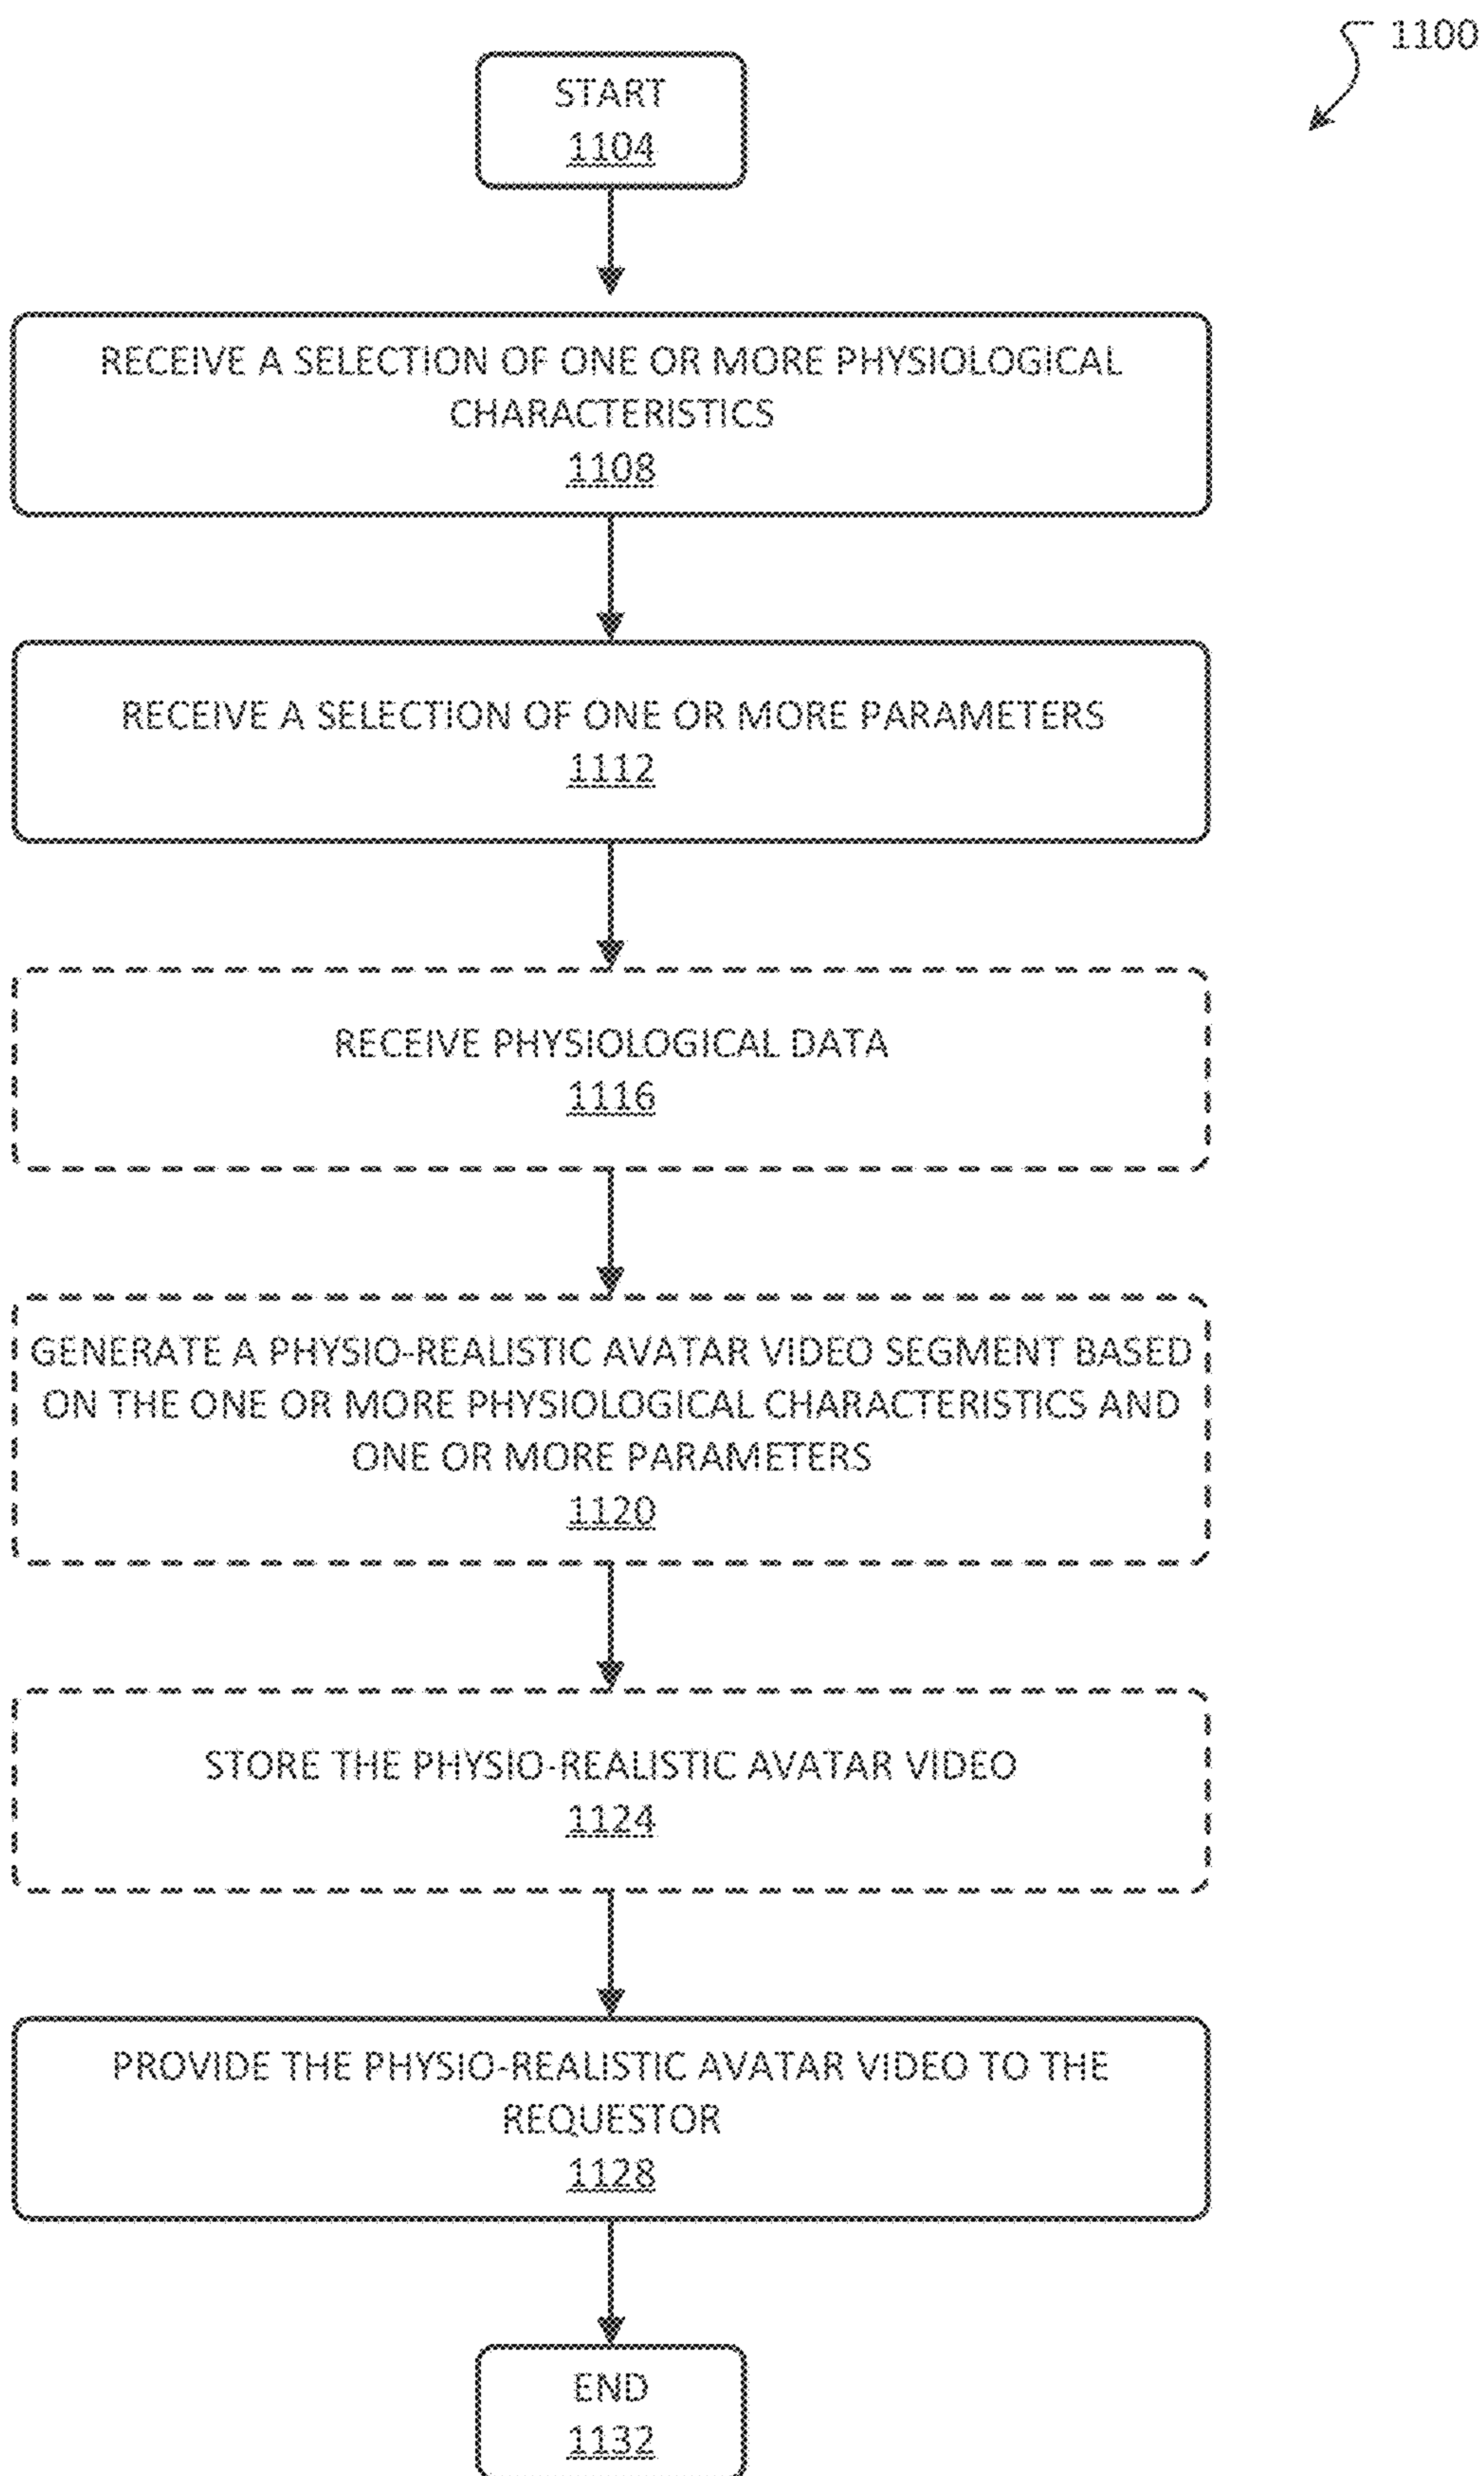 1100
START
1104
RECEIVE A SELECTION OF ONE OR MORE PHYSIOLOGICAL
CHARACTERISTICS
1108
RECEIVE A SELECTION OF ONE OR MORE PARAMETERS
1112
RECEIVE PHYSIOLOGICAL DATA
1116
GENERATE A PHYSIO-REALISTIC AVATAR VIDEO SEGMENT BASED
ON THE ONE OR MORE PHYSIOLOGICAL CHARACTERISTICS AND
ONE OR MORE PARAMETERS
1120
STORE THE PHYSIO-REALISTIC AVATAR VIDEO
1124
PROVIDE THE PHYSIO-REALISTIC AVATAR VIDEO TO THE
REQUESTOR
1128
END
1132